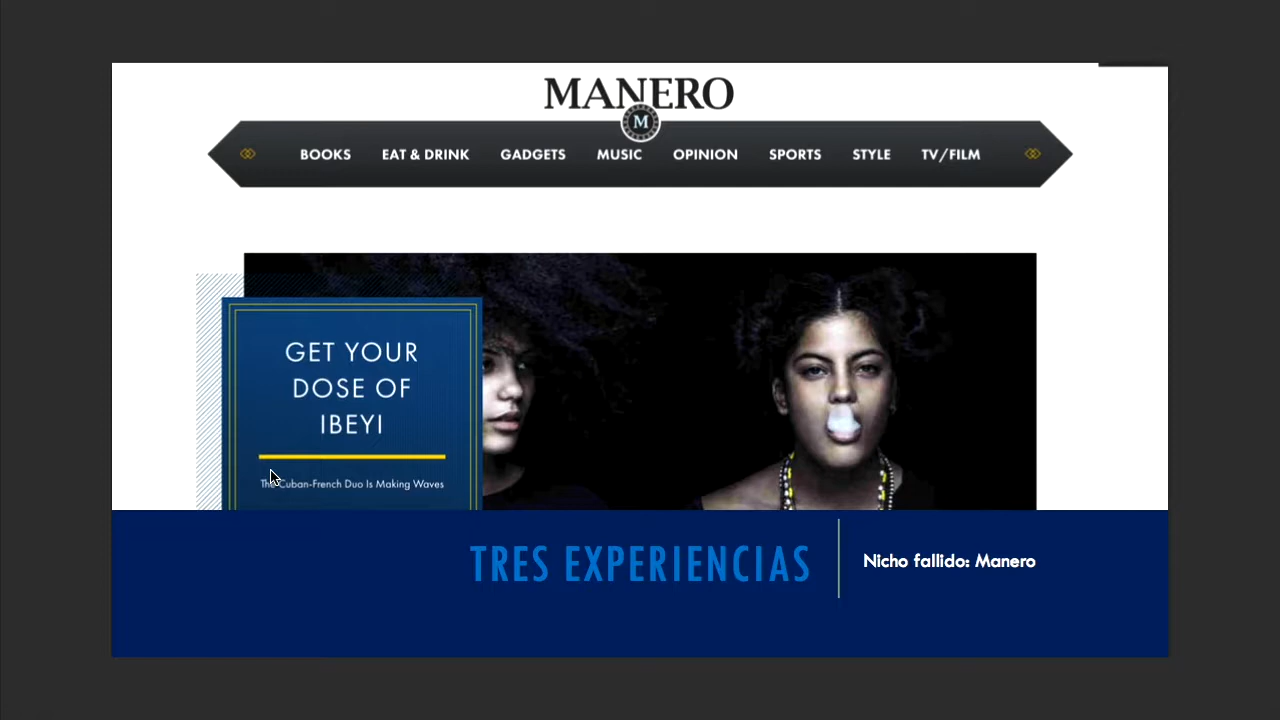 MANERO
M
BOOKS EAT & DRINK GADGETS MUSIC OPINION SPORTS STYLE TV/FILM
GET YOUR
DOSE OF
IBEYI
The Cuban-French Duo Is Making Waves
TRES EXPERIENCIAS
Nicho fallido: Manero